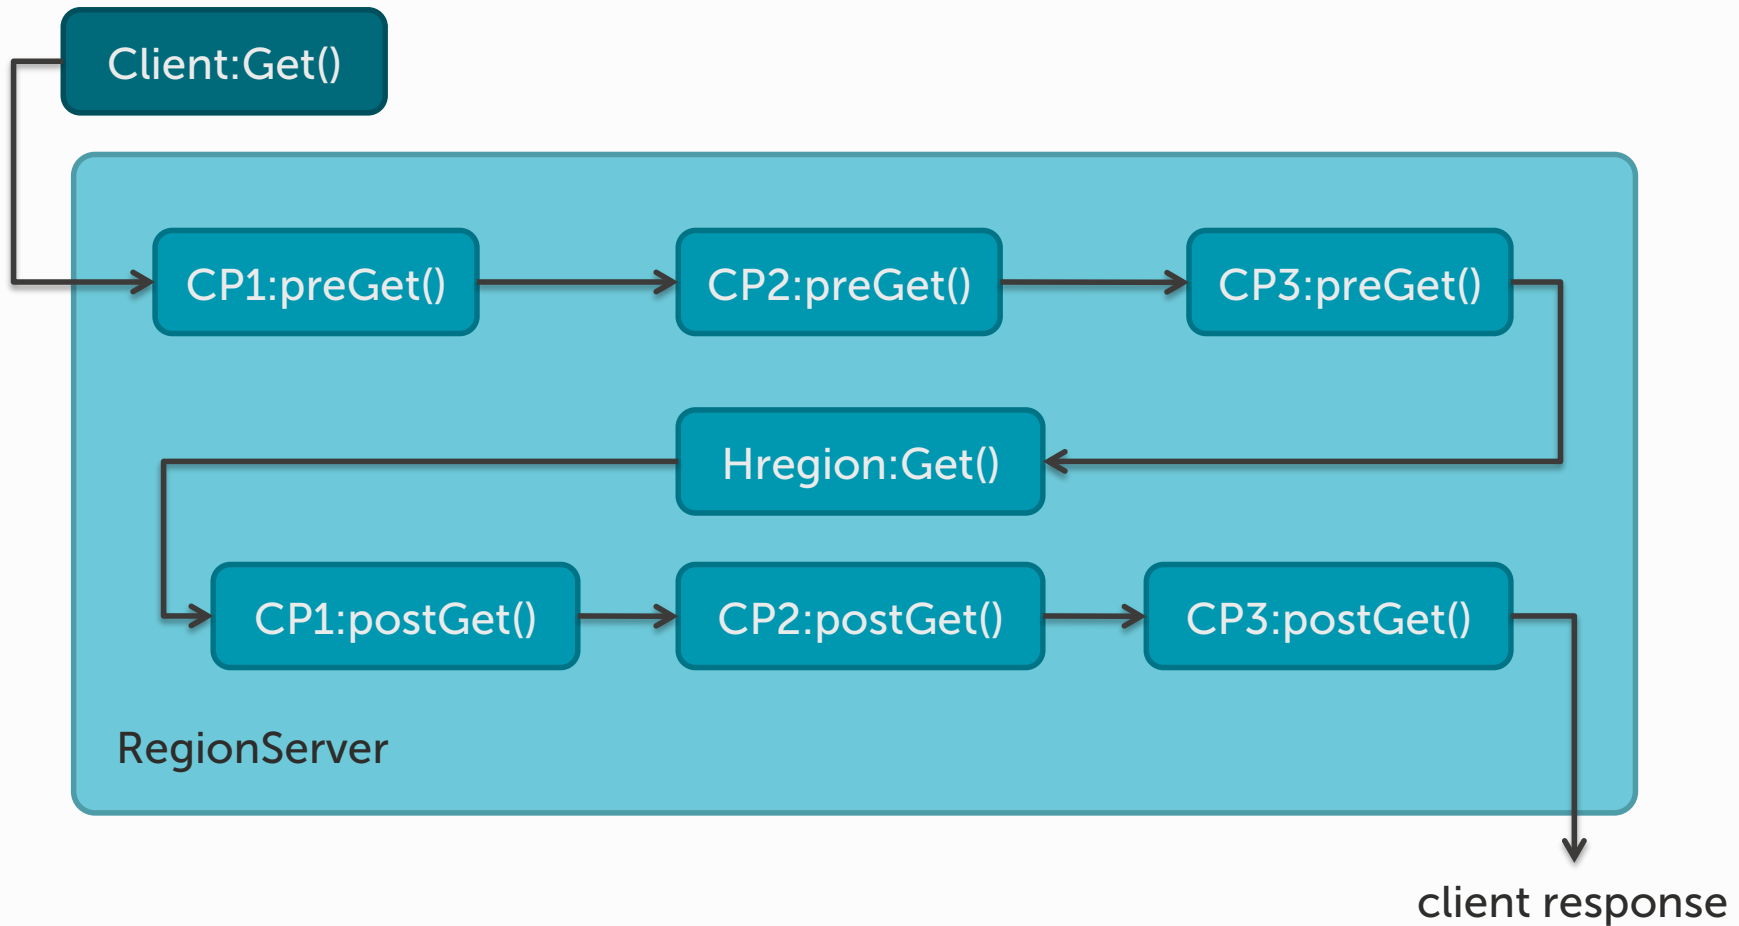 Client:Get()
CP1:preGet()
CP2:preGet()
CP3:preGet()
Hregion:Get()
CP1:postGet()
CP2:postGet()
CP3:postGet()
RegionServer
client response